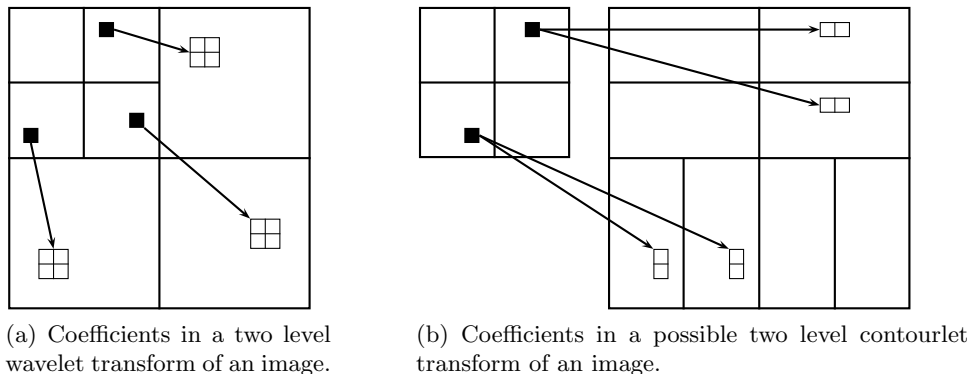 (a) Coefficients in a two level
wavelet transform of an image.
(b) Coefficients in a possible two level contourlet
transform of an image.